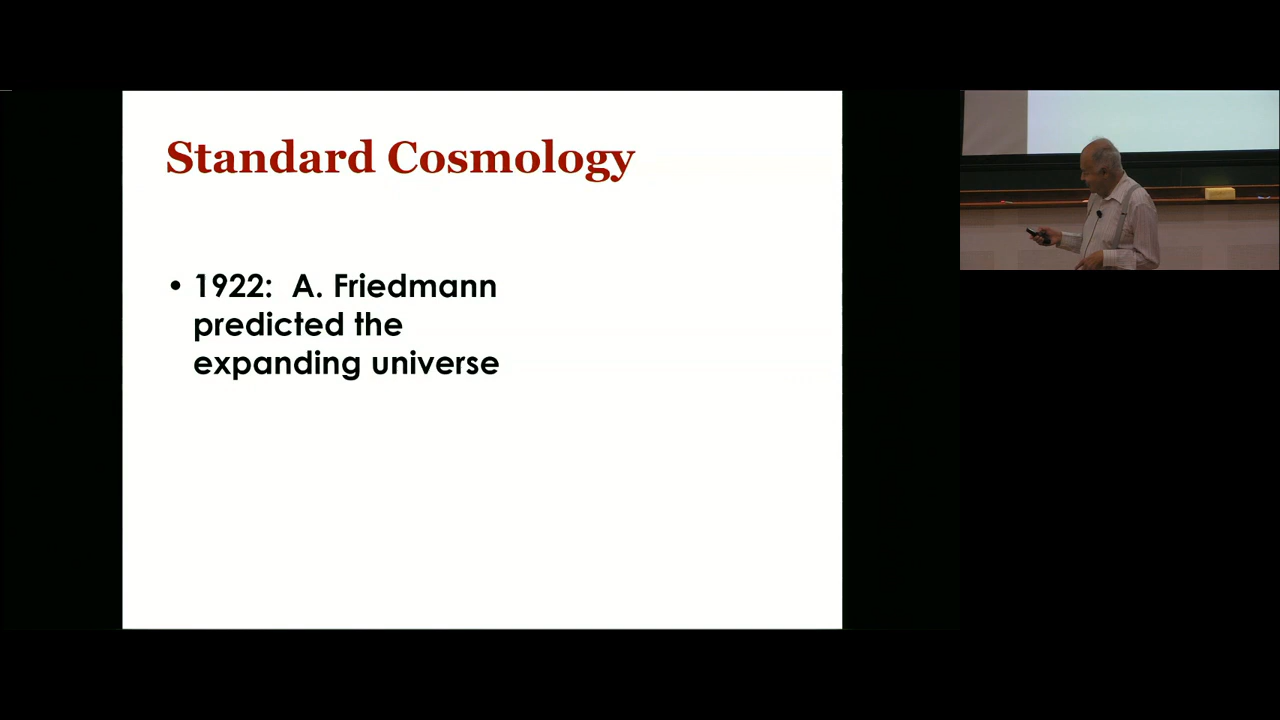 Standard Cosmology
• 1922:  A. Friedmann
predicted the
expanding universe